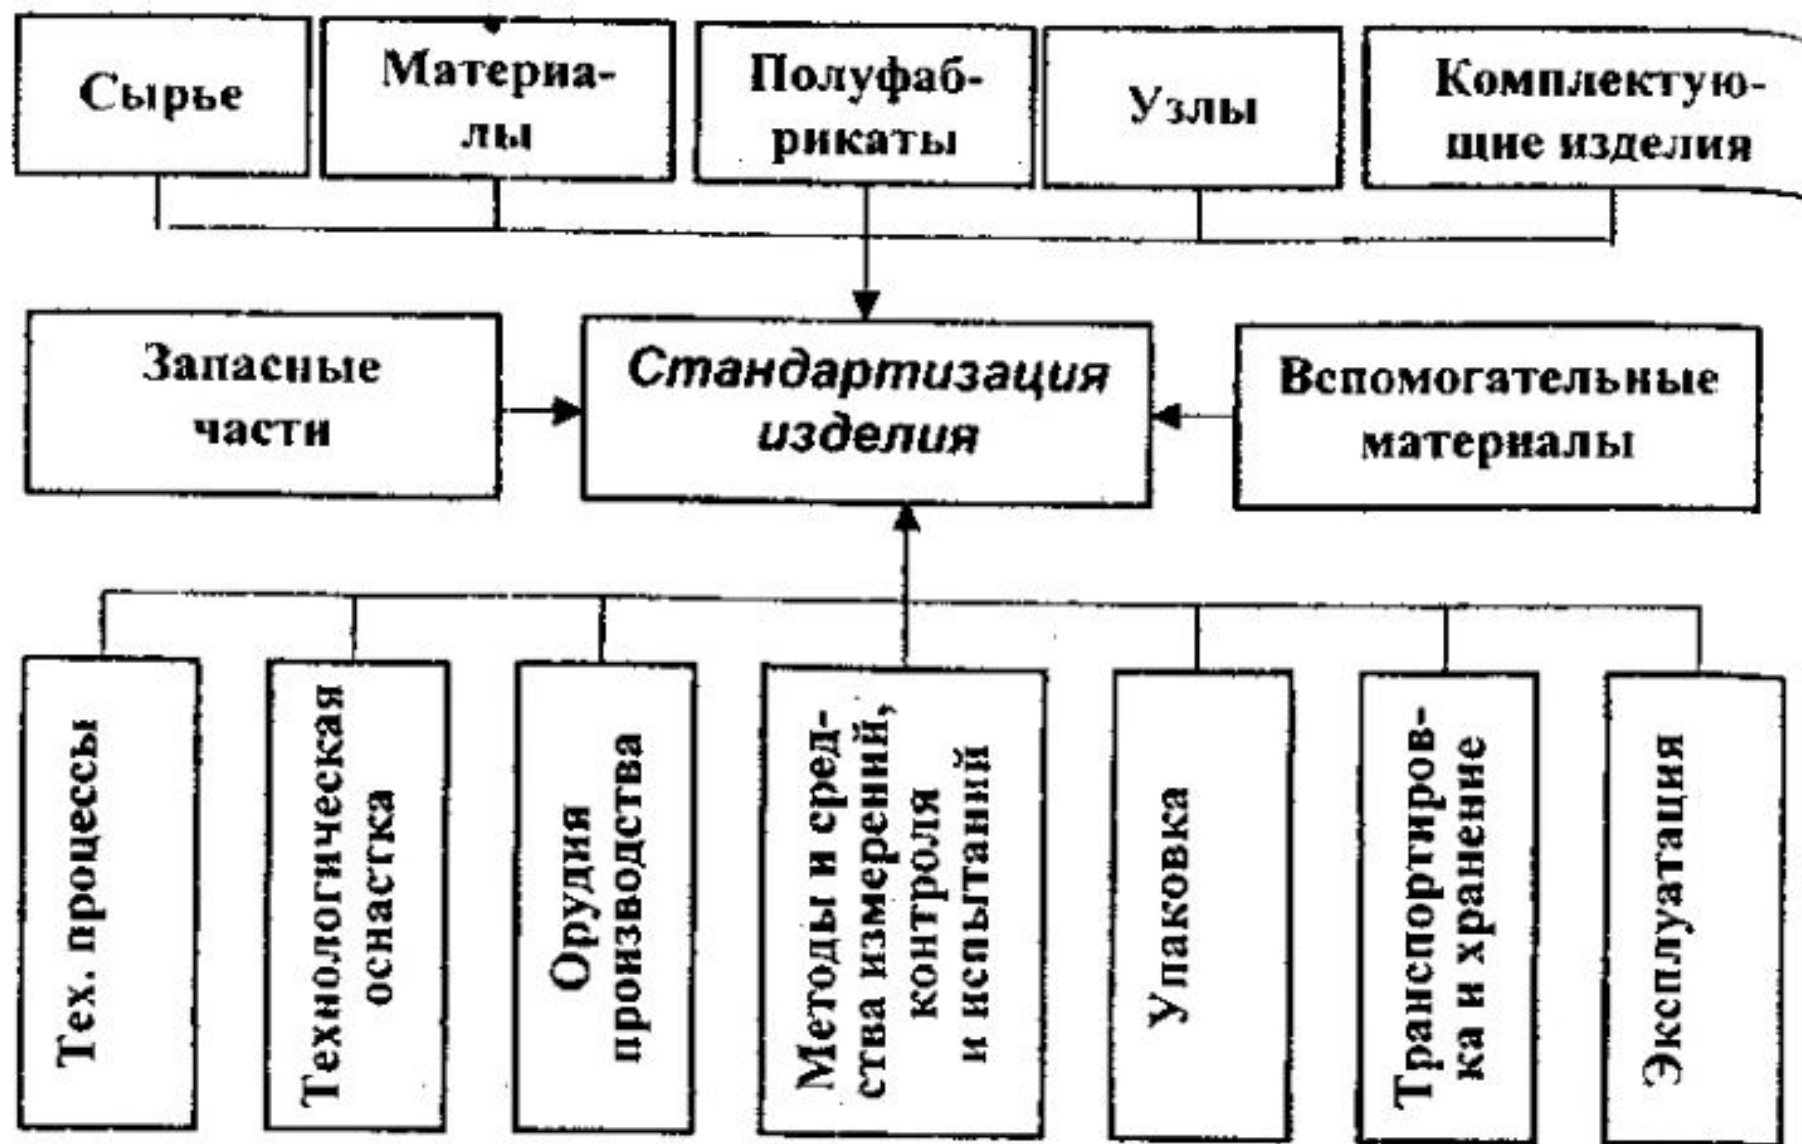 Сырье
Материа-
лы
Полуфаб-
рикаты
Узлы
Комплектую-
щие изделия
Запасные
части
Стандартизация
изделия
Вспомогательные
материалы
Тех. процессы
Технологическая
оснастка
Орудия
производства
Методы и сред-
ства измерений,
контроля
и испытаний
Упаковка
Транспортиров-
ка и хранение
Эксплуатация